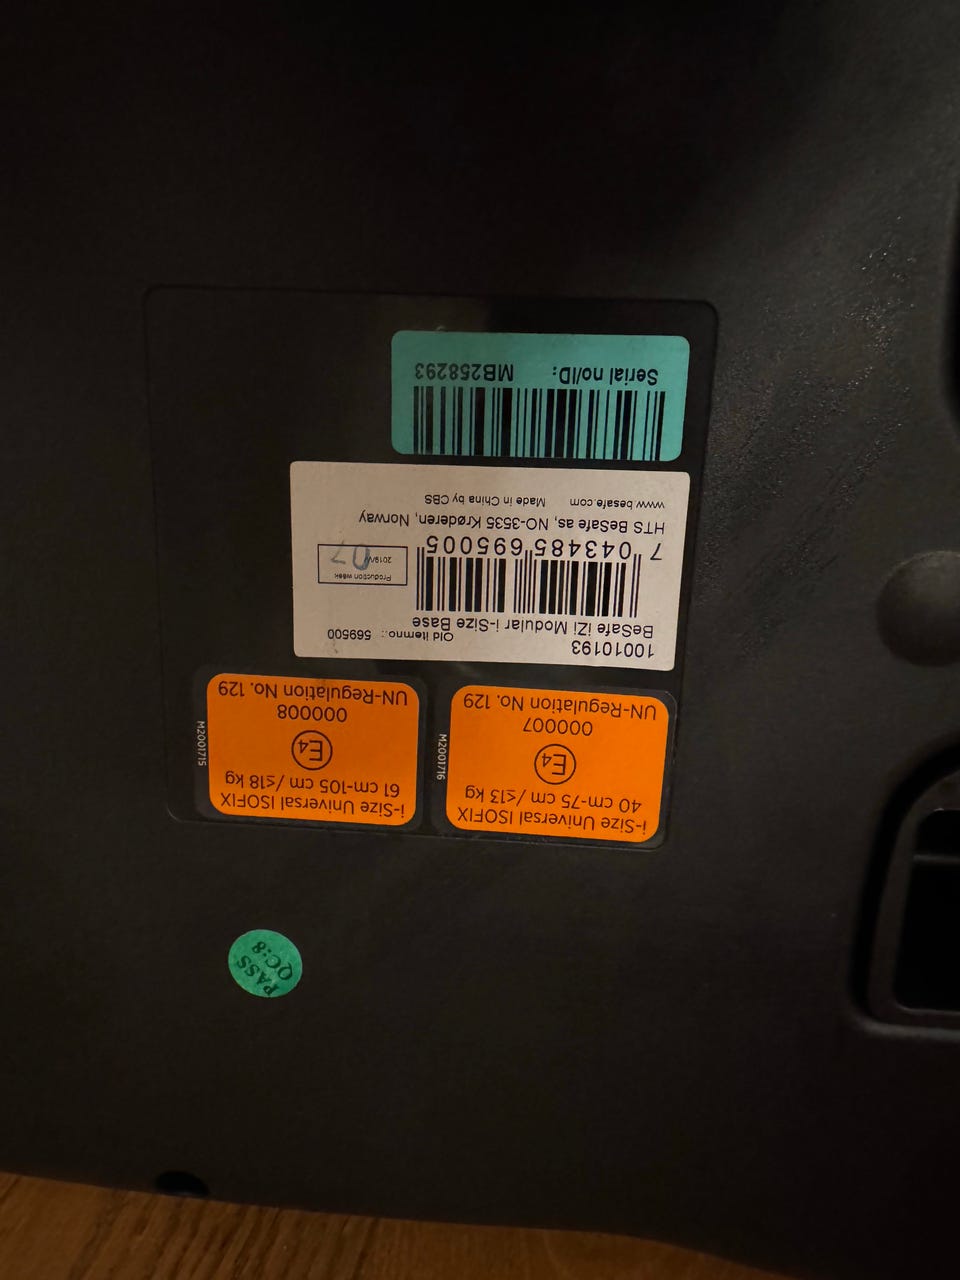 i-Size Universal ISOFIX
40 cm-75 cm /≤13 kg
E4
000007
UN-Regulation No. 129
M2001716
i-Size Universal ISOFIX
61 cm-105 cm /≤18 kg
E4
000008
UN-Regulation No. 129
M2001715
10010193 Old itemno.: 569500
BeSafe iZi Modular i-Size Base
7 043485 695005
Production week
2019/W 07
HTS BeSafe as, NO-3535 Krøderen, Norway
www.besafe.com Made in China by CBS
Serial no/ID: MB258293
PASS
QC:8